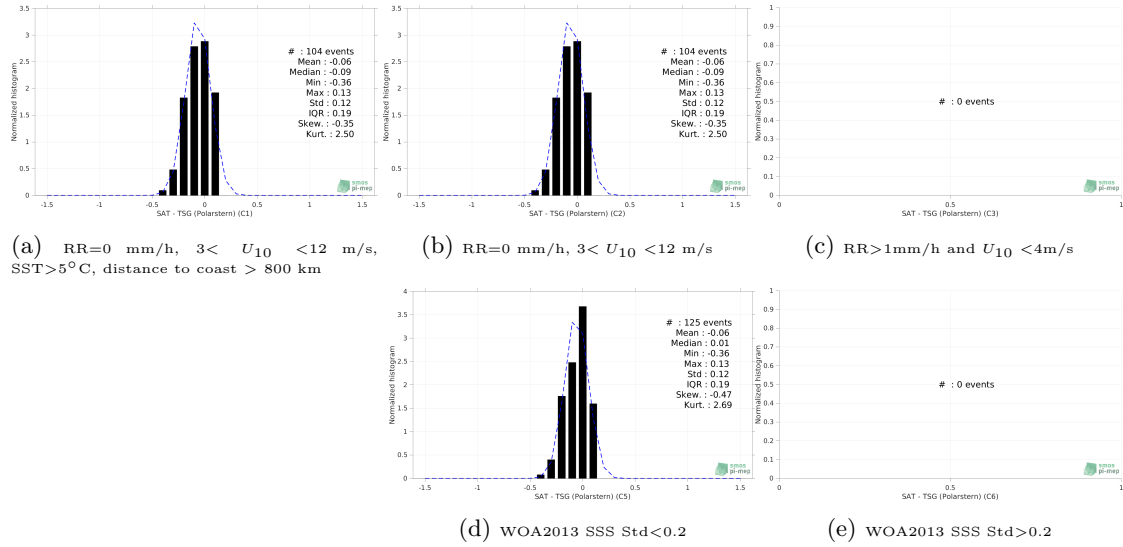 3.5
3
2.5
2
1.5
1
0.5
0
Normalized histogram
# : 104 events
Mean : -0.06
Median : -0.09
Min : -0.36
Max : 0.13
Std : 0.12
IQR : 0.19
Skew. : -0.35
Kurt. : 2.50
smos
pi-mep
-1.5 -1 -0.5 0 0.5 1 1.5
SAT - TSG (Polarstern) (C1)
(a) RR=0 mm/h, 3< U10 <12 m/s,
SST>5°C, distance to coast > 800 km
3.5
3
2.5
2
1.5
1
0.5
0
Normalized histogram
# : 104 events
Mean : -0.06
Median : -0.09
Min : -0.36
Max : 0.13
Std : 0.12
IQR : 0.19
Skew. : -0.35
Kurt. : 2.50
smos
pi-mep
-1.5 -1 -0.5 0 0.5 1 1.5
SAT - TSG (Polarstern) (C2)
(b) RR=0 mm/h, 3< U10 <12 m/s
1
0.9
0.8
0.7
0.6
0.5
0.4
0.3
0.2
0.1
0
Normalized histogram
# : 0 events
smos
pi-mep
0 0.5 1
SAT - TSG (Polarstern) (C3)
(c) RR>1mm/h and U10 <4m/s
4
3.5
3
2.5
2
1.5
1
0.5
0
Normalized histogram
# : 125 events
Mean : -0.06
Median : 0.01
Min : -0.36
Max : 0.13
Std : 0.12
IQR : 0.19
Skew. : -0.47
Kurt. : 2.69
smos
pi-mep
-1.5 -1 -0.5 0 0.5 1 1.5
SAT - TSG (Polarstern) (C5)
(d) WOA2013 SSS Std<0.2
1
0.9
0.8
0.7
0.6
0.5
0.4
0.3
0.2
0.1
0
Normalized histogram
# : 0 events
smos
pi-mep
0 0.5 1
SAT - TSG (Polarstern) (C6)
(e) WOA2013 SSS Std>0.2